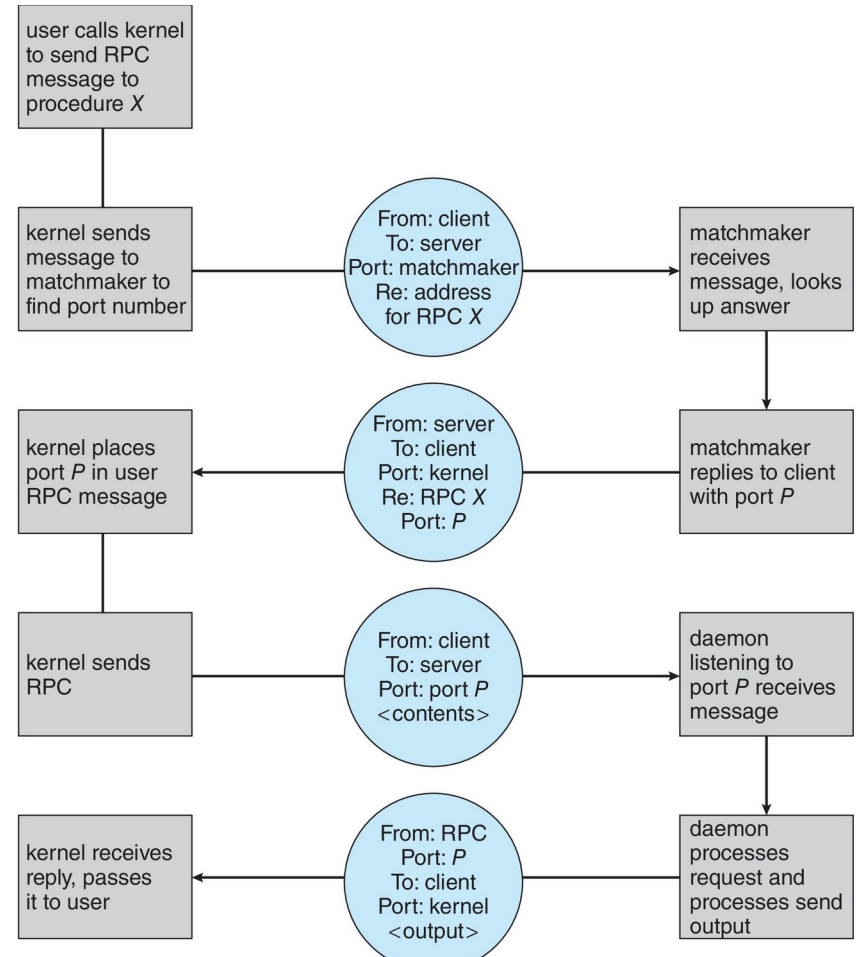 user calls kernel
to send RPC
message to
procedure X
kernel sends
message to
matchmaker to
find port number
From: client
To: server
Port: matchmaker
Re: address
for RPC X
matchmaker
receives
message, looks
up answer
kernel places
port P in user
RPC message
From: server
To: client
Port: kernel
Re: RPC X
Port: P
matchmaker
replies to client
with port P
kernel sends
RPC
From: client
To: server
Port: port P
<contents>
daemon
listening to
port P receives
message
kernel receives
reply, passes
it to user
From: RPC
Port: P
To: client
Port: kernel
<output>
daemon
processes
request and
processes send
output